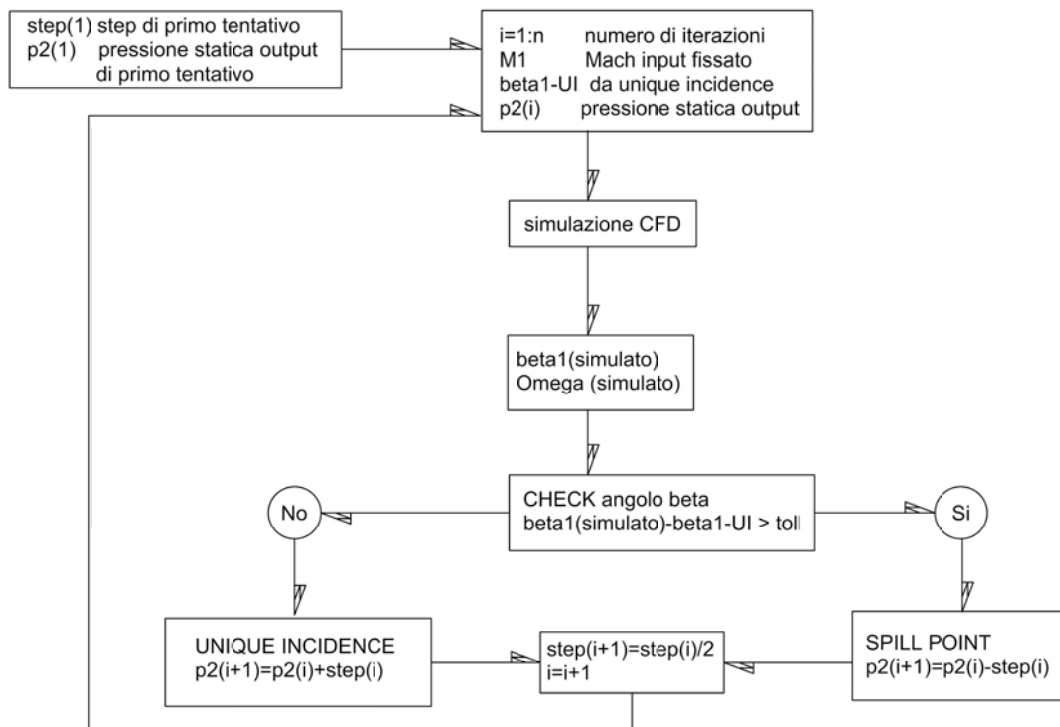 step(1) step di primo tentativo
p2(1) pressione statica output
di primo tentativo
i=1:n numero di iterazioni
M1 Mach input fissato
beta1-UI da unique incidence
p2(i) pressione statica output
simulazione CFD
beta1(simulato)
Omega (simulato)
CHECK angolo beta
beta1(simulato)-beta1-UI > toll
No
Si
UNIQUE INCIDENCE
p2(i+1)=p2(i)+step(i)
step(i+1)=step(i)/2
i=i+1
SPILL POINT
p2(i+1)=p2(i)-step(i)